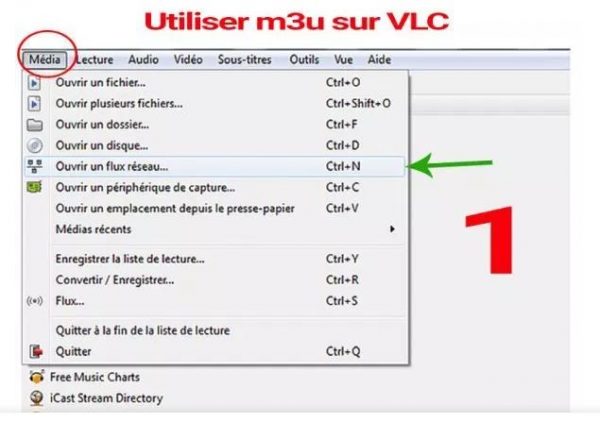 Utiliser m3u sur VLC
Média Lecture Audio Vidéo Sous-titres Outils Vue Aide
Ouvrir un fichier... Ctrl+O
Ouvrir plusieurs fichiers... Ctrl+Shift+O
Ouvrir un dossier... Ctrl+F
Ouvrir un disque... Ctrl+D
Ouvrir un flux réseau... Ctrl+N
Ouvrir un périphérique de capture... Ctrl+C
Ouvrir un emplacement depuis le presse-papier Ctrl+V
Médias récents
1
Enregistrer la liste de lecture... Ctrl+Y
Convertir / Enregistrer... Ctrl+R
Flux... Ctrl+S
Quitter à la fin de la liste de lecture
Quitter Ctrl+Q
Free Music Charts
iCast Stream Directory